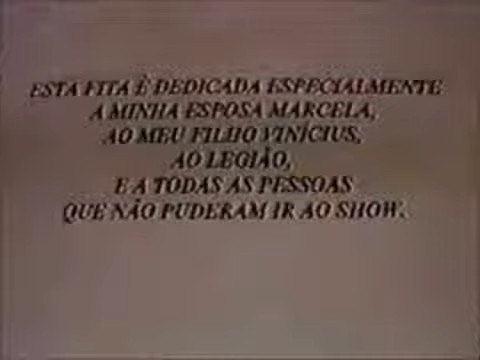 ESTA FITA È DEDICADA ESPECIALMENTE
A MINHA ESPOSA MARCELA,
AO MEU FILHO VINÍCIUS,
AO LEGIÃO,
E A TODAS AS PESSOAS
QUE NÃO PUDERAM IR AO SHOW.